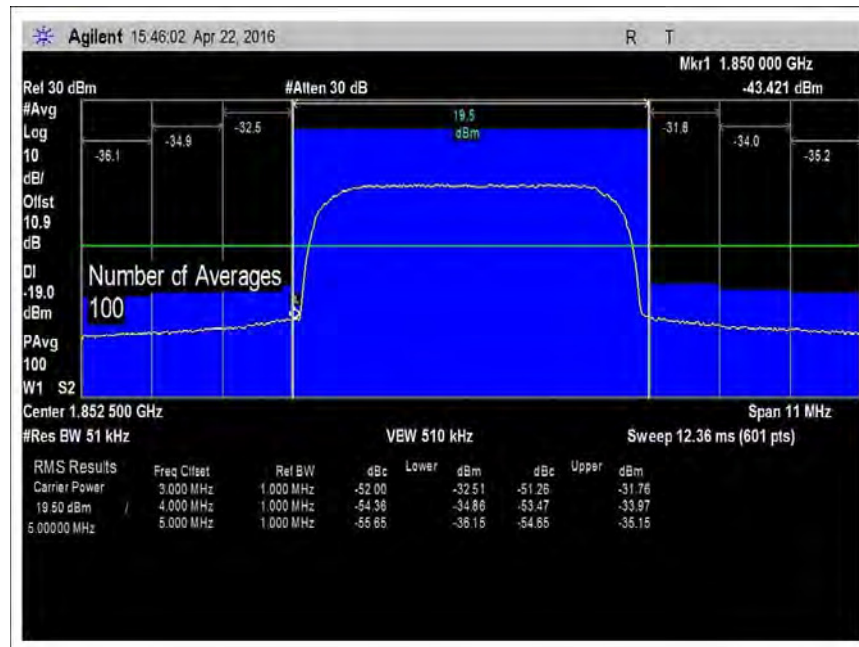 Agilent 15:46:02 Apr 22, 2016 R T
Mkr1 1.850 000 GHz
Ref 30 dBm #Atten 30 dB -43.421 dBm
#Avg
Log
10
dB/
Offst
10.9
dB
DI
-19.0
dBm
PAvg
100
W1 S2
19.5
dBm
-36.1 -34.9 -32.5 -31.8 -34.0 -35.2
Number of Averages
100
Center 1.852 500 GHz Span 11 MHz
#Res BW 51 kHz VBW 510 kHz Sweep 12.36 ms (601 pts)
RMS Results Freq Offset Ref BW dBc Lower dBm dBc Upper dBm
Carrier Power 3.000 MHz 1.000 MHz -52.00 -32.51 -51.26 -31.76
19.50 dBm / 4.000 MHz 1.000 MHz -54.36 -34.86 -53.47 -33.97
5.00000 MHz 5.000 MHz 1.000 MHz -55.65 -36.15 -54.65 -35.15